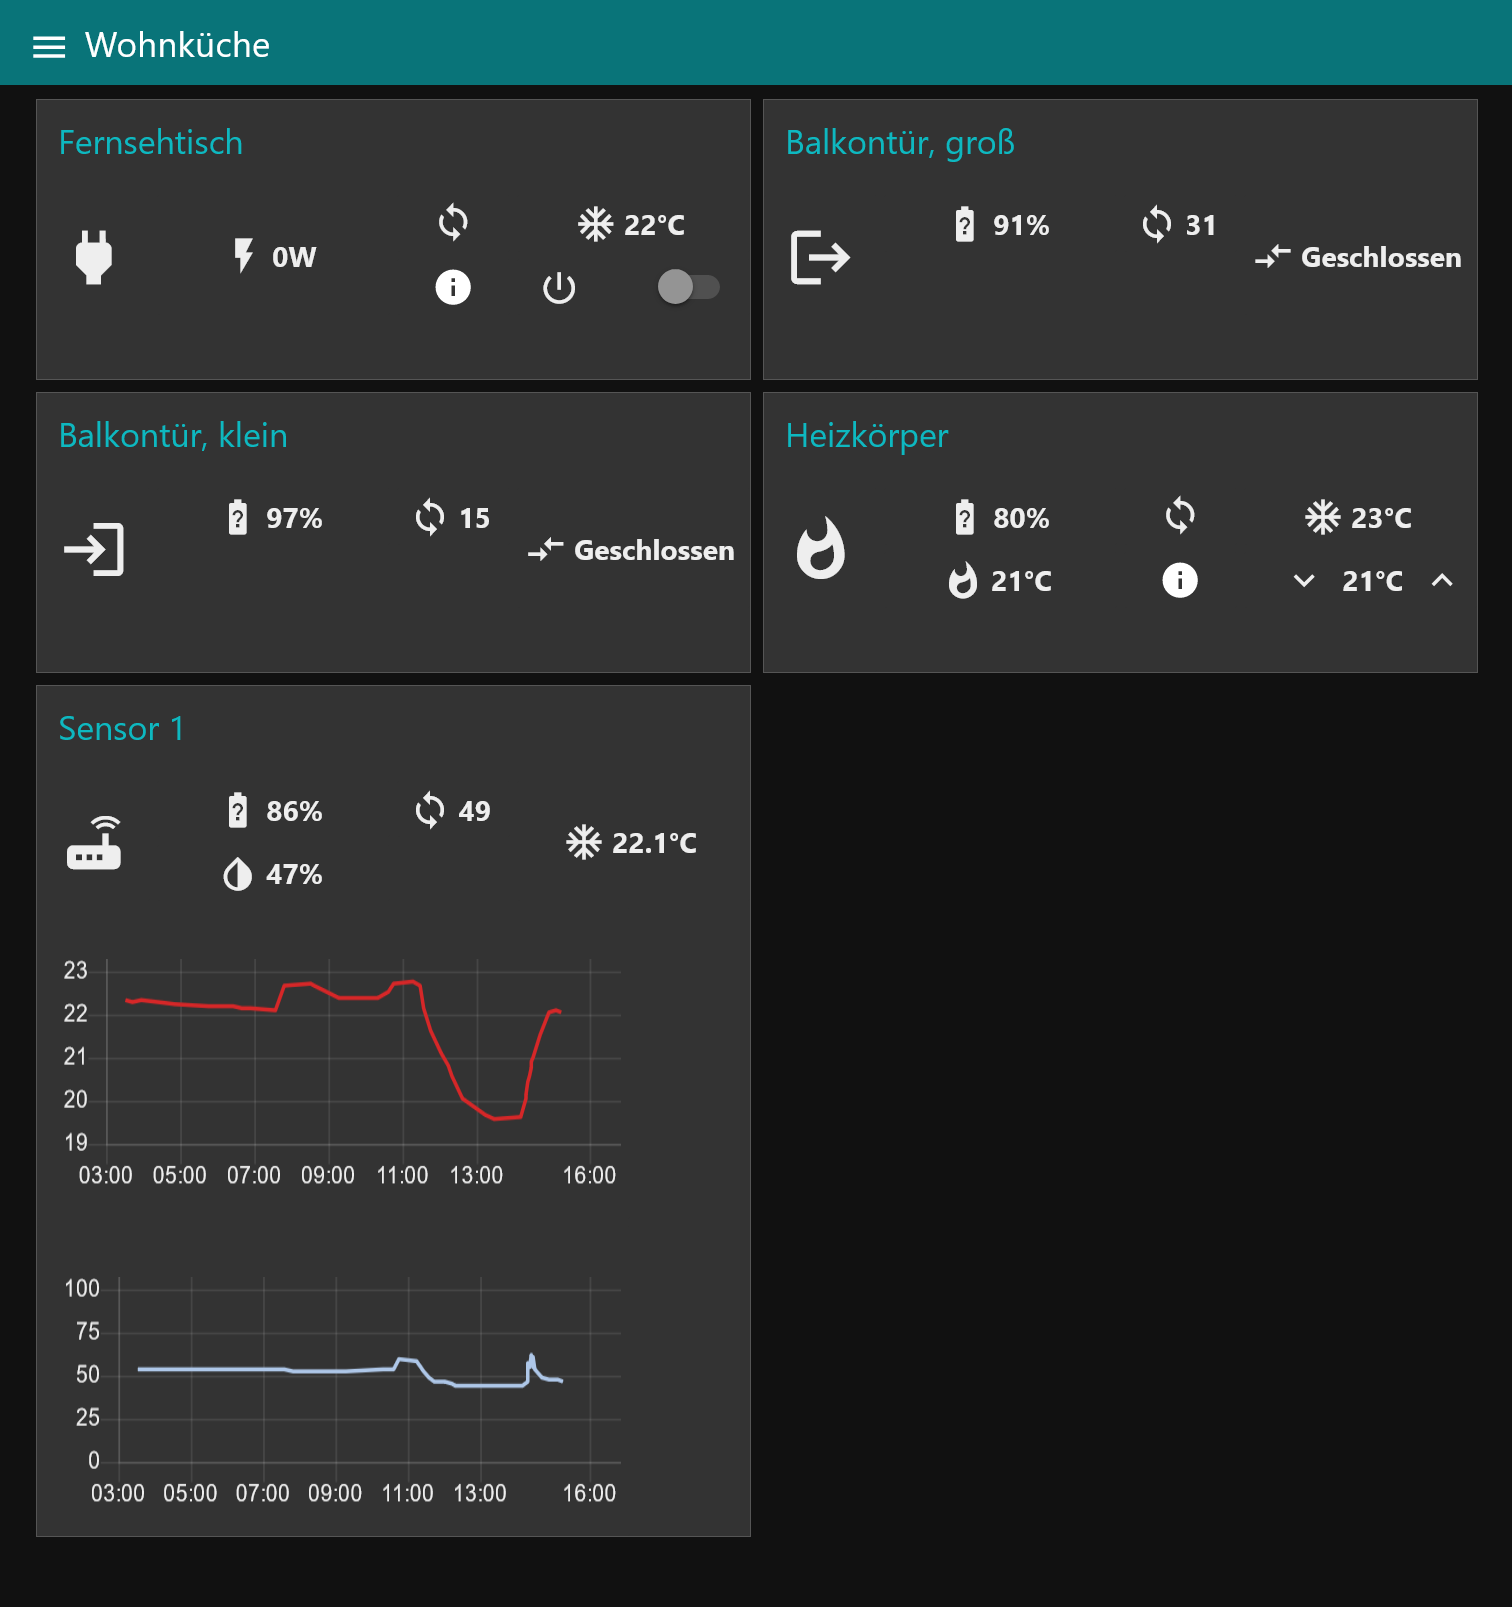 Wohnküche
Fernsehtisch
0W
22°C
Balkontür, groß
91%
31
Geschlossen
Balkontür, klein
97%
15
Geschlossen
Heizkörper
80%
23°C
21°C
21°C
Sensor 1
86%
49
22.1°C
47%
23
22
21
20
19
03:00 05:00 07:00 09:00 11:00 13:00 16:00
100
75
50
25
0
03:00 05:00 07:00 09:00 11:00 13:00 16:00